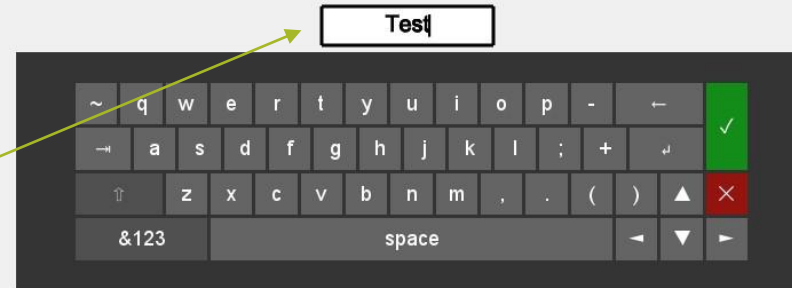 Test
~ q w e r t y u i o p - ←
⇥ a s d f g h j k l ; + ↲ ✓
⇧ z x c v b n m , . ( ) ▲ ×
&123 space ◄ ▼ ►